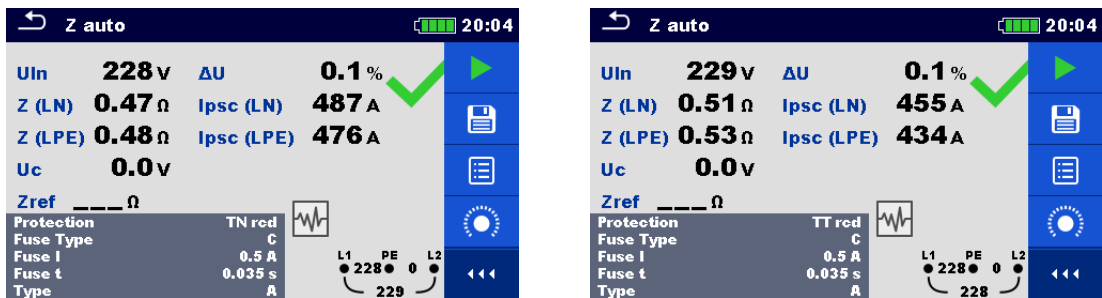 Z auto 20:04
Uln 228 V ΔU 0.1 %
Z (LN) 0.47 Ω Ipsc (LN) 487 A
Z (LPE) 0.48 Ω Ipsc (LPE) 476 A
Uc 0.0 V
Zref ___ Ω
Protection TN rcd
Fuse Type C
Fuse I 0.5 A
Fuse t 0.035 s
Type A
L1 PE L2
228 0
229
Z auto 20:04
Uln 229 V ΔU 0.1 %
Z (LN) 0.51 Ω Ipsc (LN) 455 A
Z (LPE) 0.53 Ω Ipsc (LPE) 434 A
Uc 0.0 V
Zref ___ Ω
Protection TT rcd
Fuse Type C
Fuse I 0.5 A
Fuse t 0.035 s
Type A
L1 PE L2
228 0
228